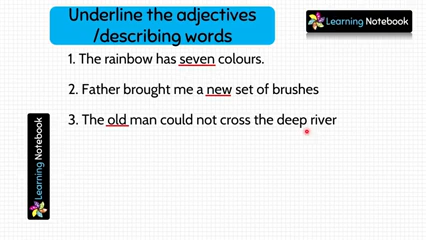 Underline the adjectives
/describing words
Learning Notebook
1. The rainbow has seven colours.
2. Father brought me a new set of brushes
3. The old man could not cross the deep river
Learning Notebook